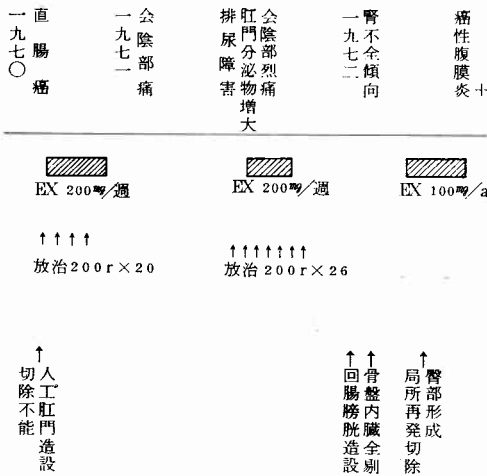 直腸癌
一九七〇
会陰部痛
一九七一
会陰部烈痛
肛門分泌物増大
排尿障害
腎不全傾向
一九七二
癌性腹膜炎
十
EX 200mg/週
EX 200mg/週
EX 100mg/a
放治200r×20
放治200r×26
人工肛門造設
切除不能
骨盤内臓全剔
回腸膀胱造設
臀部形成
局所再発切除